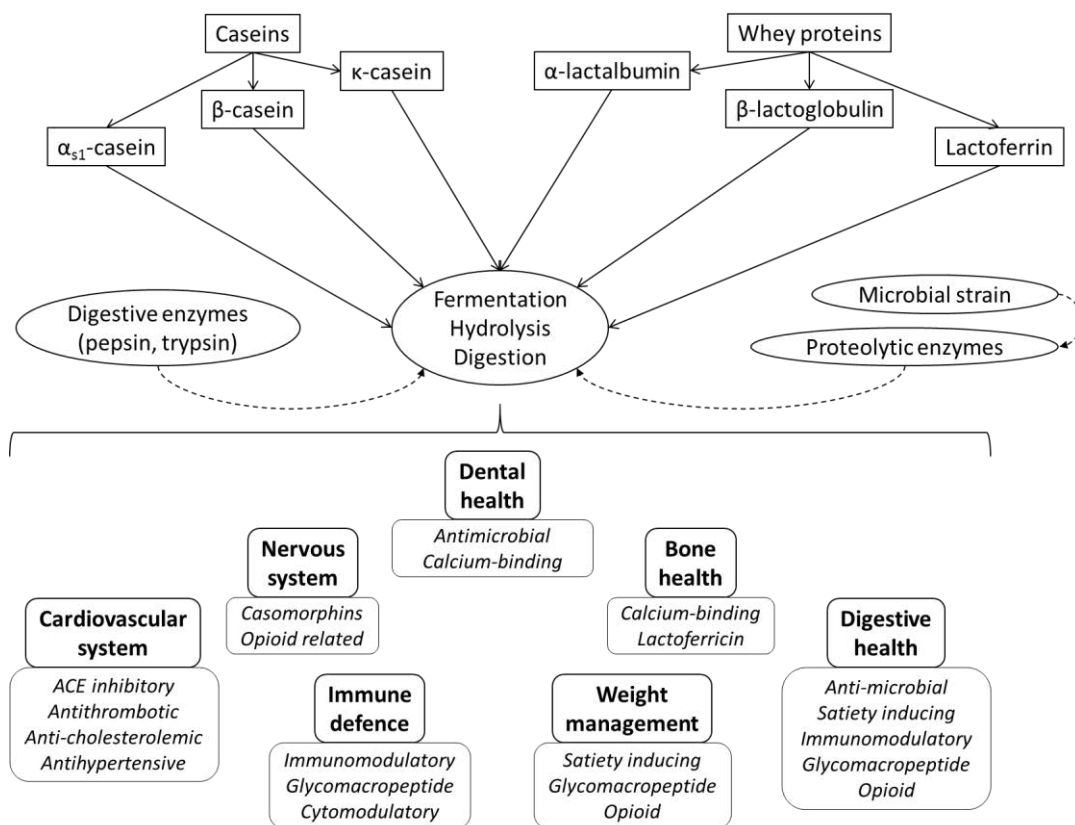 Caseins
Whey proteins
κ-casein
α-lactalbumin
β-casein
β-lactoglobulin
αs1-casein
Lactoferrin
Fermentation
Hydrolysis
Digestion
Digestive enzymes
(pepsin, trypsin)
Microbial strain
Proteolytic enzymes
Dental
health
Antimicrobial
Calcium-binding
Nervous
system
Casomorphins
Opioid related
Bone
health
Calcium-binding
Lactoferricin
Cardiovascular
system
ACE inhibitory
Antithrombotic
Anti-cholesterolemic
Antihypertensive
Immune
defence
Immunomodulatory
Glycomacropeptide
Cytomodulatory
Weight
management
Satiety inducing
Glycomacropeptide
Opioid
Digestive
health
Anti-microbial
Satiety inducing
Immunomodulatory
Glycomacropeptide
Opioid